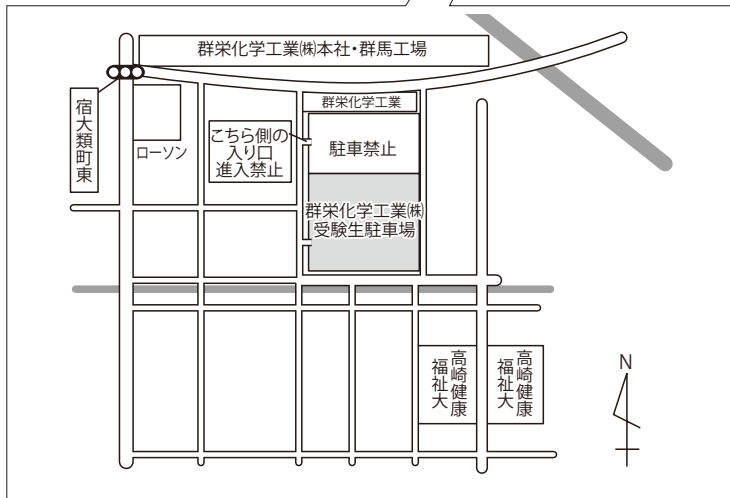 群栄化学工業㈱本社・群馬工場
宿大類町東
ローソン
群栄化学工業
こちら側の
入り口
進入禁止
駐車禁止
群栄化学工業㈱
受験生駐車場
高崎健康
福祉大
高崎健康
福祉大
N